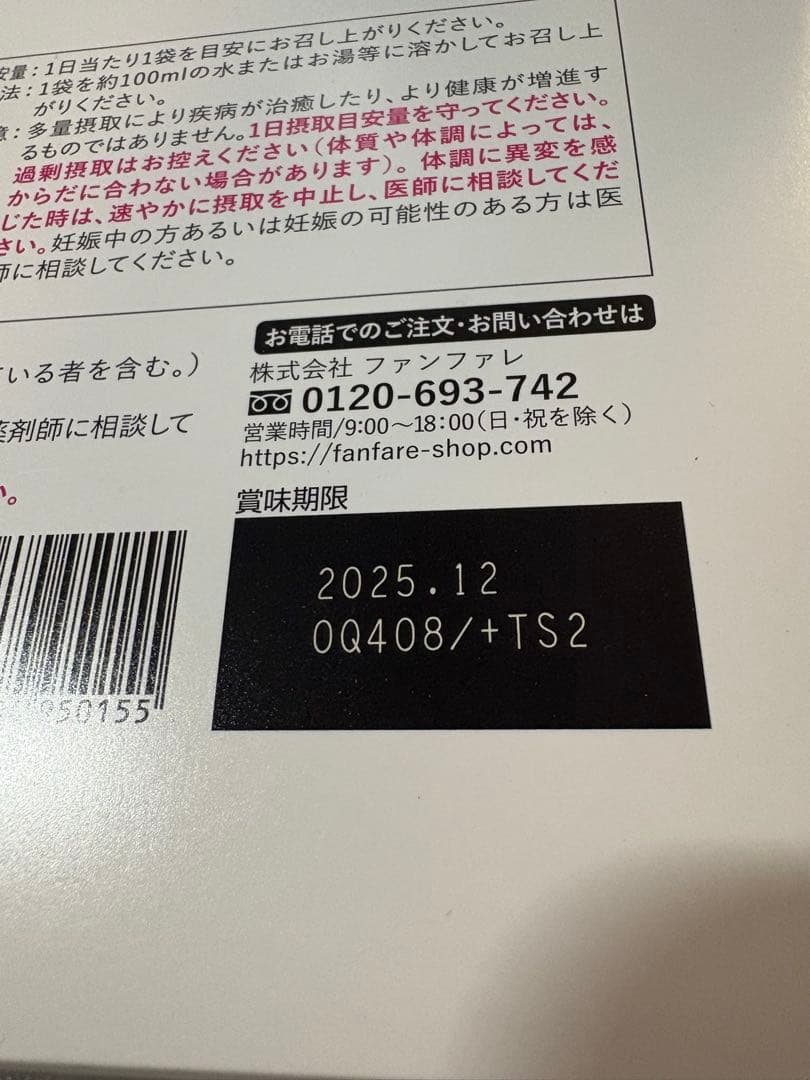 安量：1日当たり1袋を目安にお召し上がりください。
法：1袋を約100mlの水またはお湯等に溶かしてお召し上
がりください。
意：多量摂取により疾病が治癒したり、より健康が増進す
るものではありません。1日摂取目安量を守ってください。
過剰摂取はお控えください（体質や体調によっては、
からだに合わない場合があります）。体調に異変を感
じた時は、速やかに摂取を中止し、医師に相談してくだ
さい。妊娠中の方あるいは妊娠の可能性のある方は医
師に相談してください。
ている者を含む。）
薬剤師に相談して
い。
お電話でのご注文・お問い合わせは
株式会社 ファンファレ
0120-693-742
営業時間/9:00〜18:00（日・祝を除く）
https://fanfare-shop.com
賞味期限
2025.12
0Q408/+TS2
950155